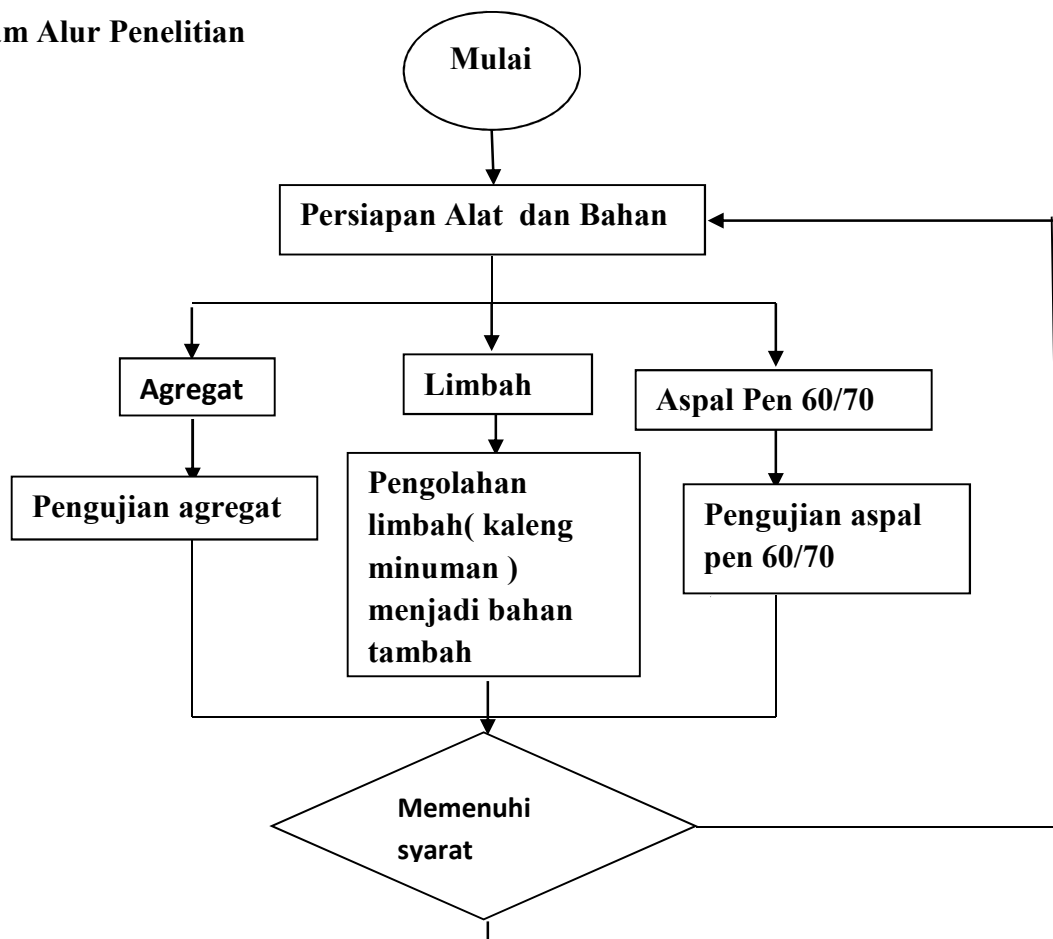 m Alur Penelitian
Mulai
Persiapan Alat dan Bahan
Agregat
Limbah
Aspal Pen 60/70
Pengujian agregat
Pengolahan
limbah( kaleng
minuman )
menjadi bahan
tambah
Pengujian aspal
pen 60/70
Memenuhi
syarat